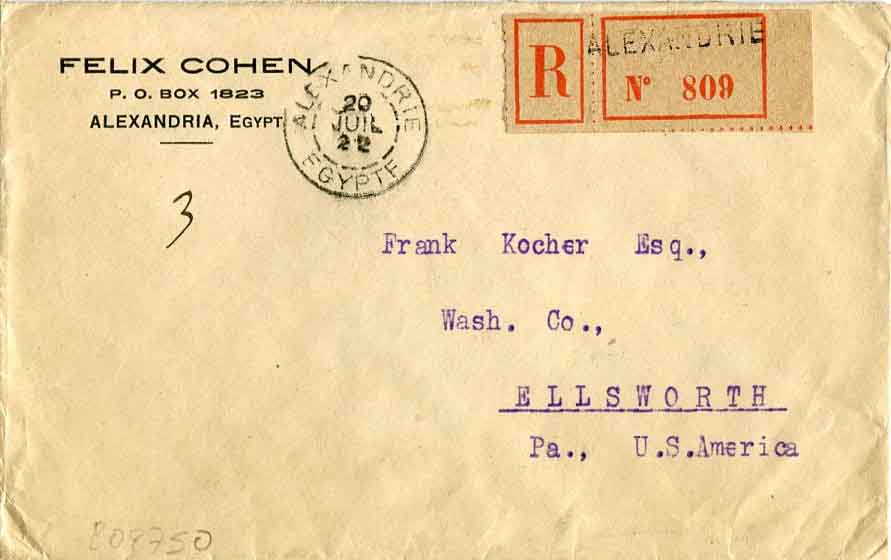 FELIX COHEN
P. O. BOX 1823
ALEXANDRIA, EGYPT.
ALEXANDRIE
20
JUIL
22
EGYPTE
R
ALEXANDRIE
N° 809
3
Frank Kocher Esq.,
Wash. Co.,
ELLSWORTH
Pa., U.S.America